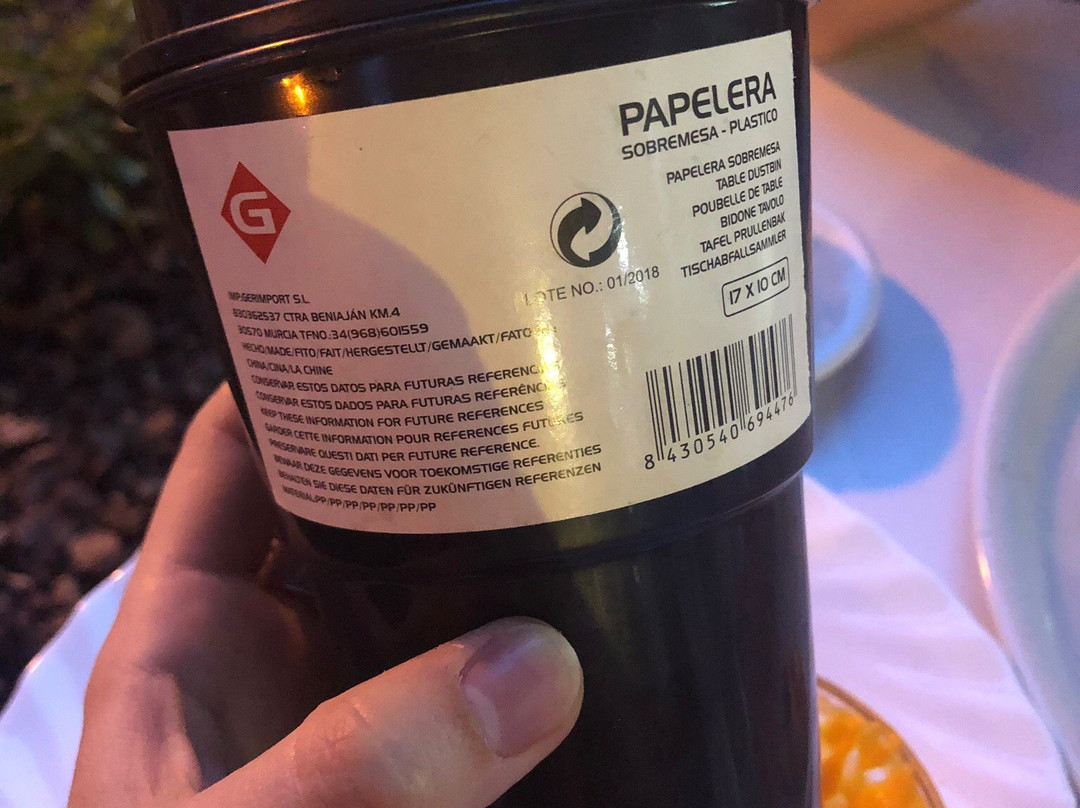 G
PAPELERA
SOBREMESA - PLASTICO
PAPELERA SOBREMESA
TABLE DUSTBIN
POUBELLE DE TABLE
BIDONE TAVOLO
TAFEL PRULLENBAK
TISCHABFALLSAMMLER
17 X 10 CM
LOTE NO.: 01/2018
IMP.GERIMPORT S.L
B30362537 CTRA BENIAJÁN KM.4
30570 MURCIA TFNO.:34(968)601559
HECHO/MADE/FITO/FAIT/HERGESTELLT/GEMAAKT/FATO
CHINA/CINA/LA CHINE
CONSERVAR ESTOS DATOS PARA FUTURAS
CONSERVAR ESTOS DADOS PARA FUTURAS REFERÊNCIAS
KEEP THESE INFORMATION FOR FUTURE REFERENCES
GARDER CETTE INFORMATION POUR REFERENCES FUTURES
PRESERVARE QUESTI DATI PER FUTURE REFERENCE.
BEWAAR DEZE GEGEVENS VOOR TOEKOMSTIGE REFERENTIES
BEHALTEN SIE DIESE DATEN FÜR ZUKÜNFTIGEN REFERENZEN
MATERIAL:PP/PP/PP/PP/PP/PP/PP
8 430540 694476